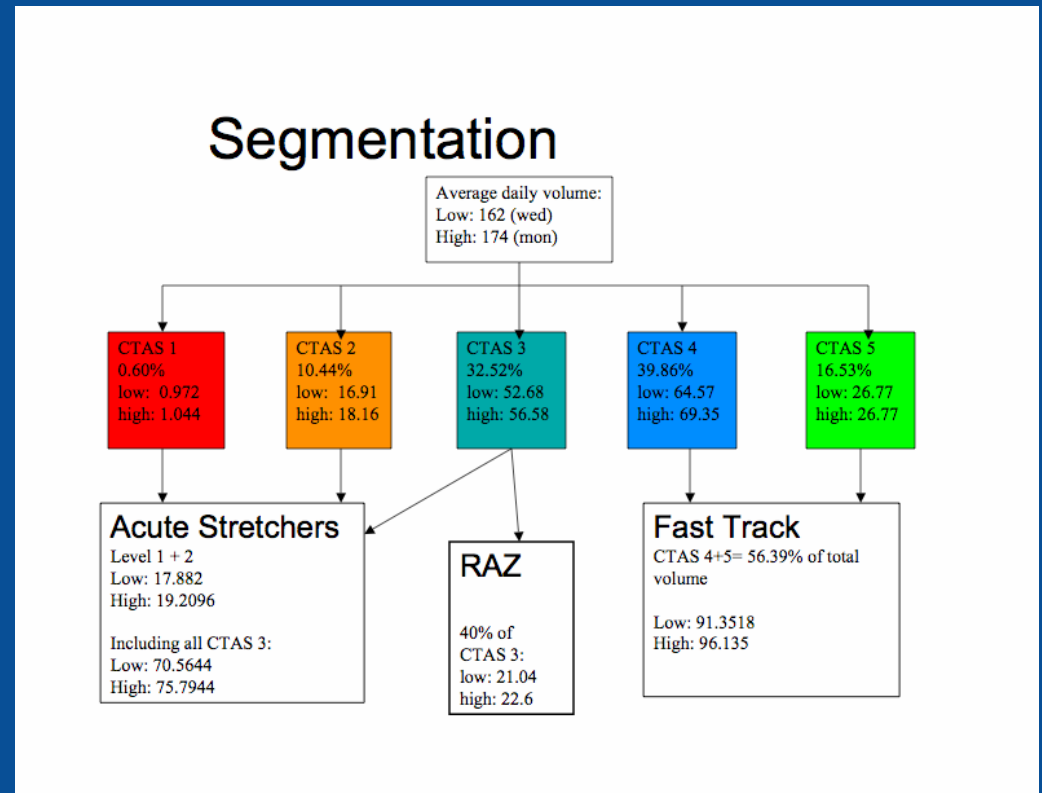 Segmentation
Average daily volume:
Low: 162 (wed)
High: 174 (mon)
CTAS 1
0.60%
low:  0.972
high: 1.044
CTAS 2
10.44%
low:  16.91
high: 18.16
CTAS 3
32.52%
low: 52.68
high: 56.58
CTAS 4
39.86%
low: 64.57
high: 69.35
CTAS 5
16.53%
low: 26.77
high: 26.77
Acute Stretchers
Level 1 + 2
Low: 17.882
High: 19.2096
Including all CTAS 3:
Low: 70.5644
High: 75.7944
RAZ
40% of
CTAS 3:
low: 21.04
high: 22.6
Fast Track
CTAS 4+5= 56.39% of total
volume
Low: 91.3518
High: 96.135